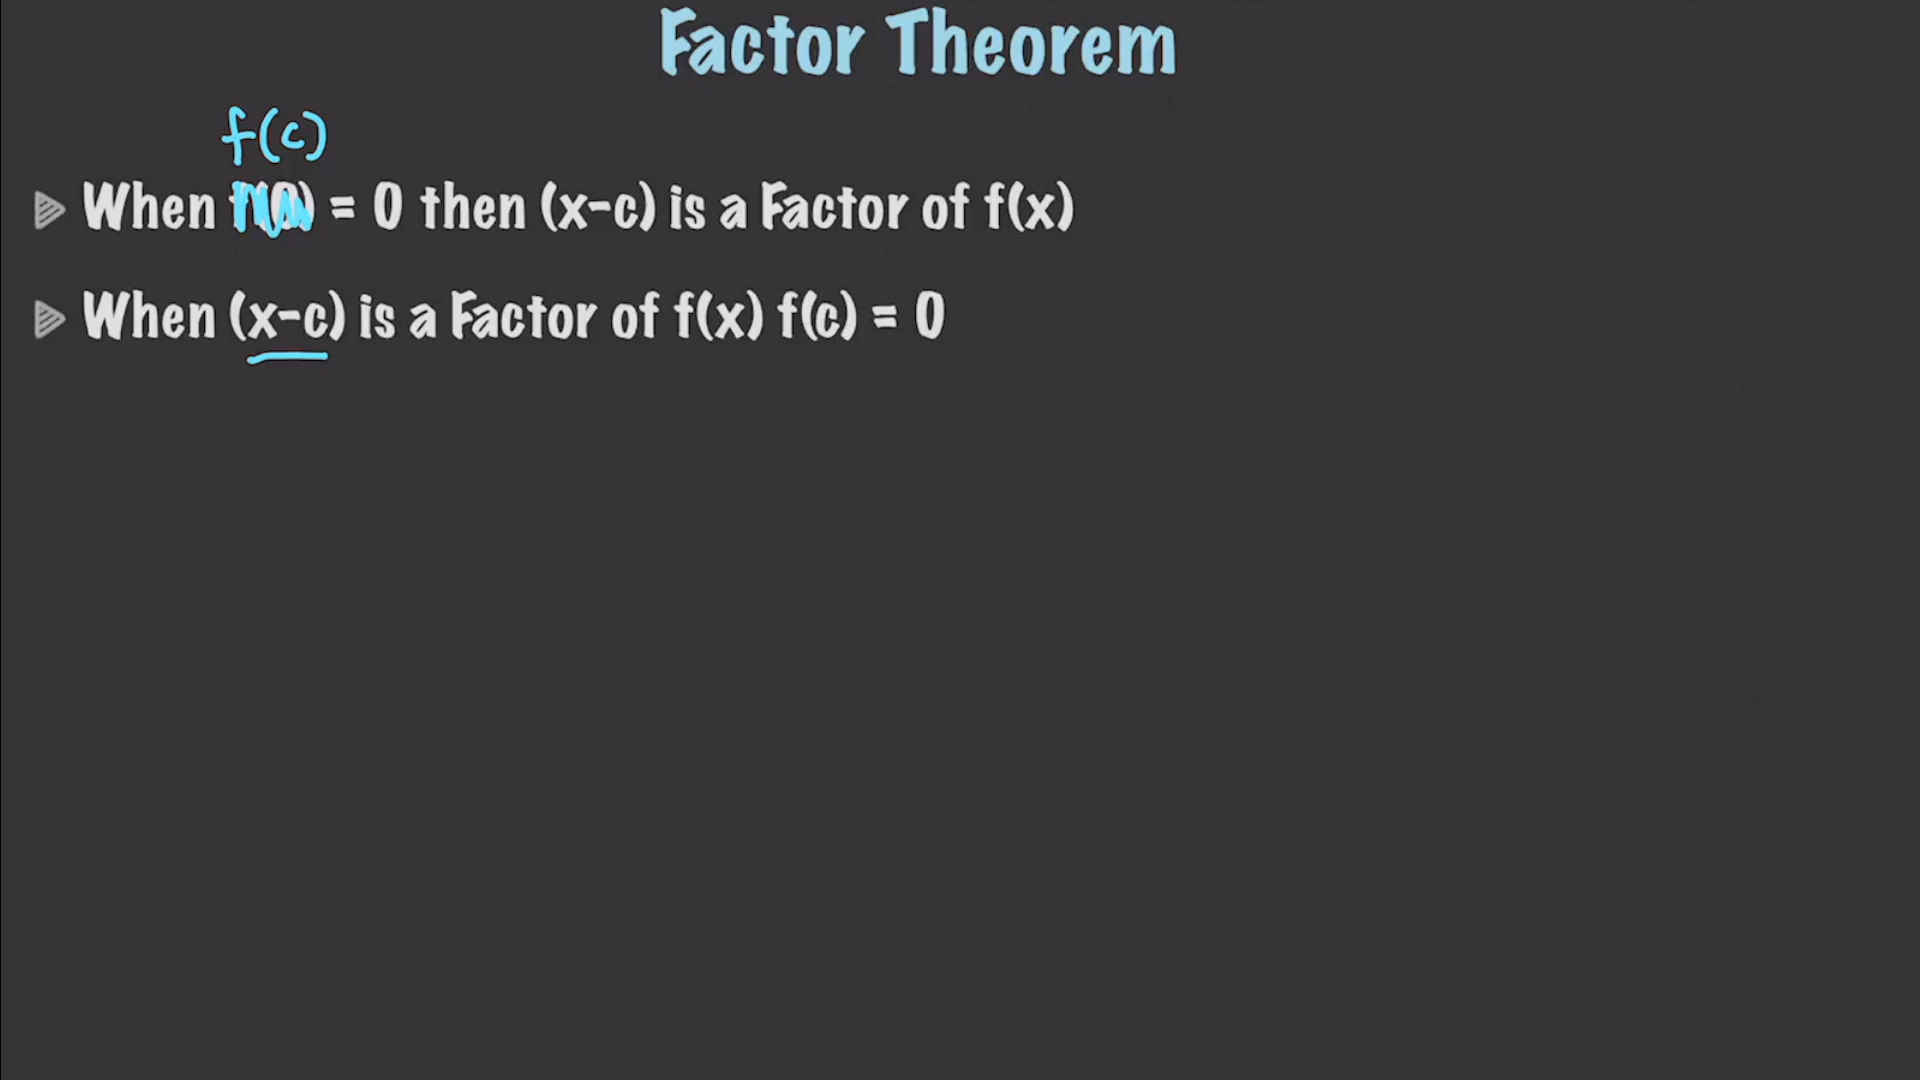 Factor Theorem
f(c)
When = 0 then (x-c) is a Factor of f(x)
When (x-c) is a Factor of f(x) f(c) = 0